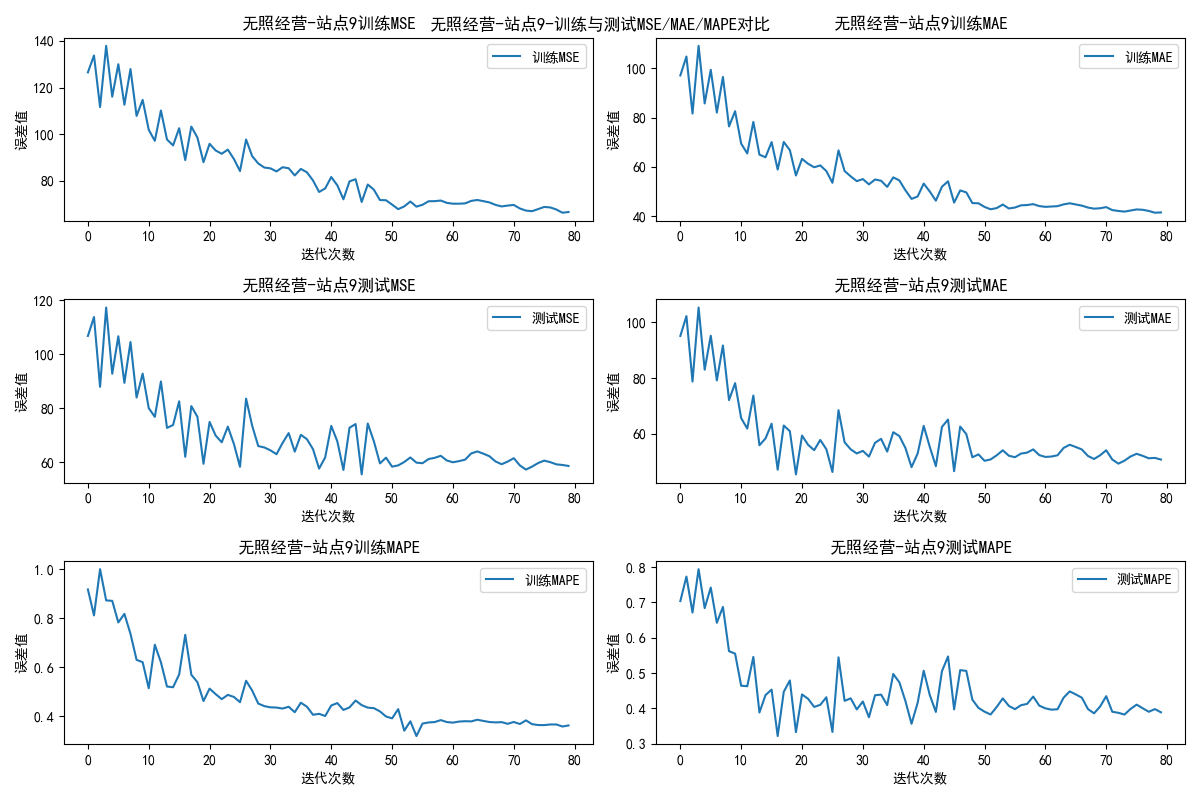 无照经营-站点9-训练与测试MSE/MAE/MAPE对比
无照经营-站点9训练MSE
训练MSE
误差值
140
120
100
80
0 10 20 30 40 50 60 70 80
迭代次数
无照经营-站点9训练MAE
训练MAE
误差值
100
80
60
40
0 10 20 30 40 50 60 70 80
迭代次数
无照经营-站点9测试MSE
测试MSE
误差值
120
100
80
60
0 10 20 30 40 50 60 70 80
迭代次数
无照经营-站点9测试MAE
测试MAE
误差值
100
80
60
0 10 20 30 40 50 60 70 80
迭代次数
无照经营-站点9训练MAPE
训练MAPE
误差值
1.0
0.8
0.6
0.4
0 10 20 30 40 50 60 70 80
迭代次数
无照经营-站点9测试MAPE
测试MAPE
误差值
0.8
0.7
0.6
0.5
0.4
0.3
0 10 20 30 40 50 60 70 80
迭代次数